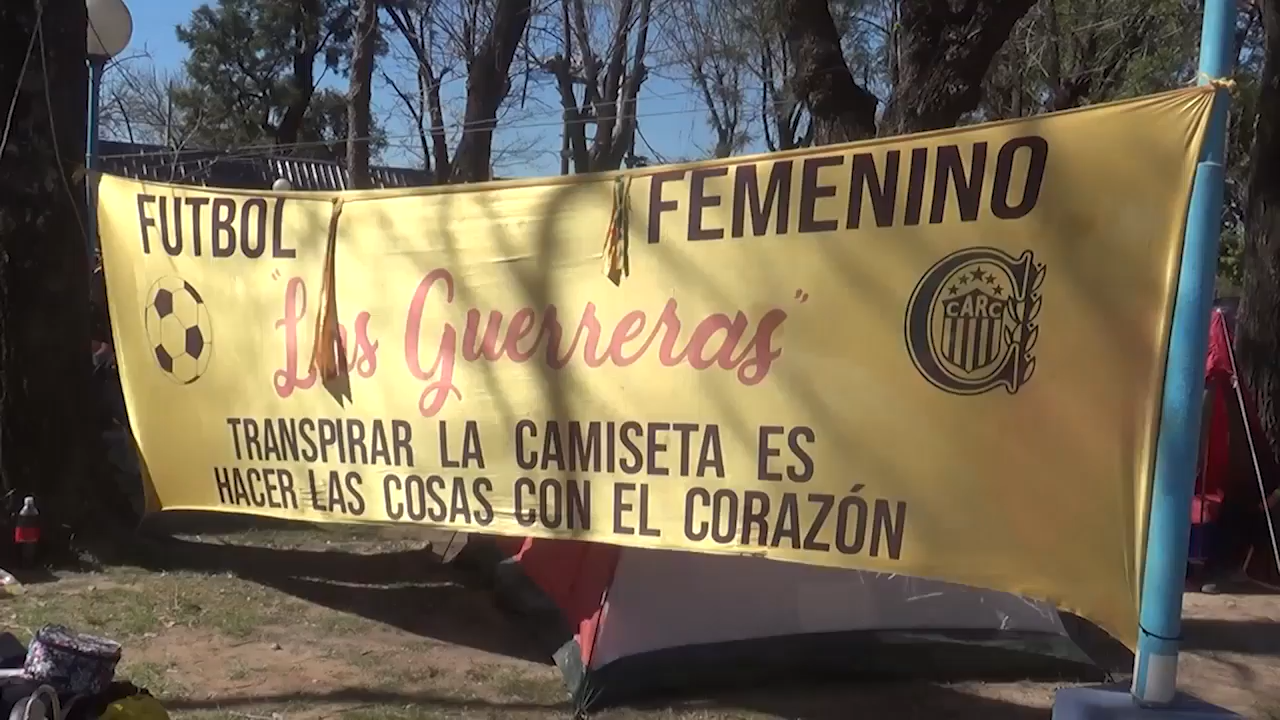 FUTBOL FEMENINO
"Las Guerreras"
CARC
TRANSPIRAR LA CAMISETA ES
HACER LAS COSAS CON EL CORAZÓN